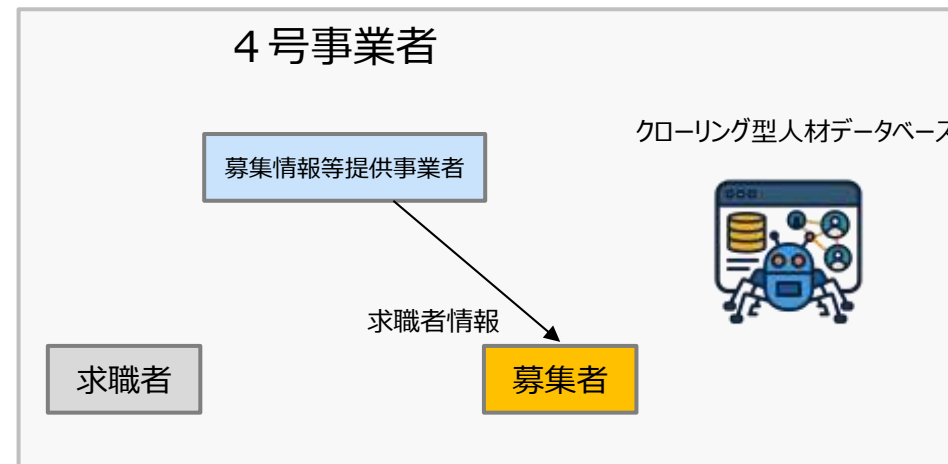 ４号事業者
クローリング型人材データベース
募集情報等提供事業者
求職者情報
求職者
募集者